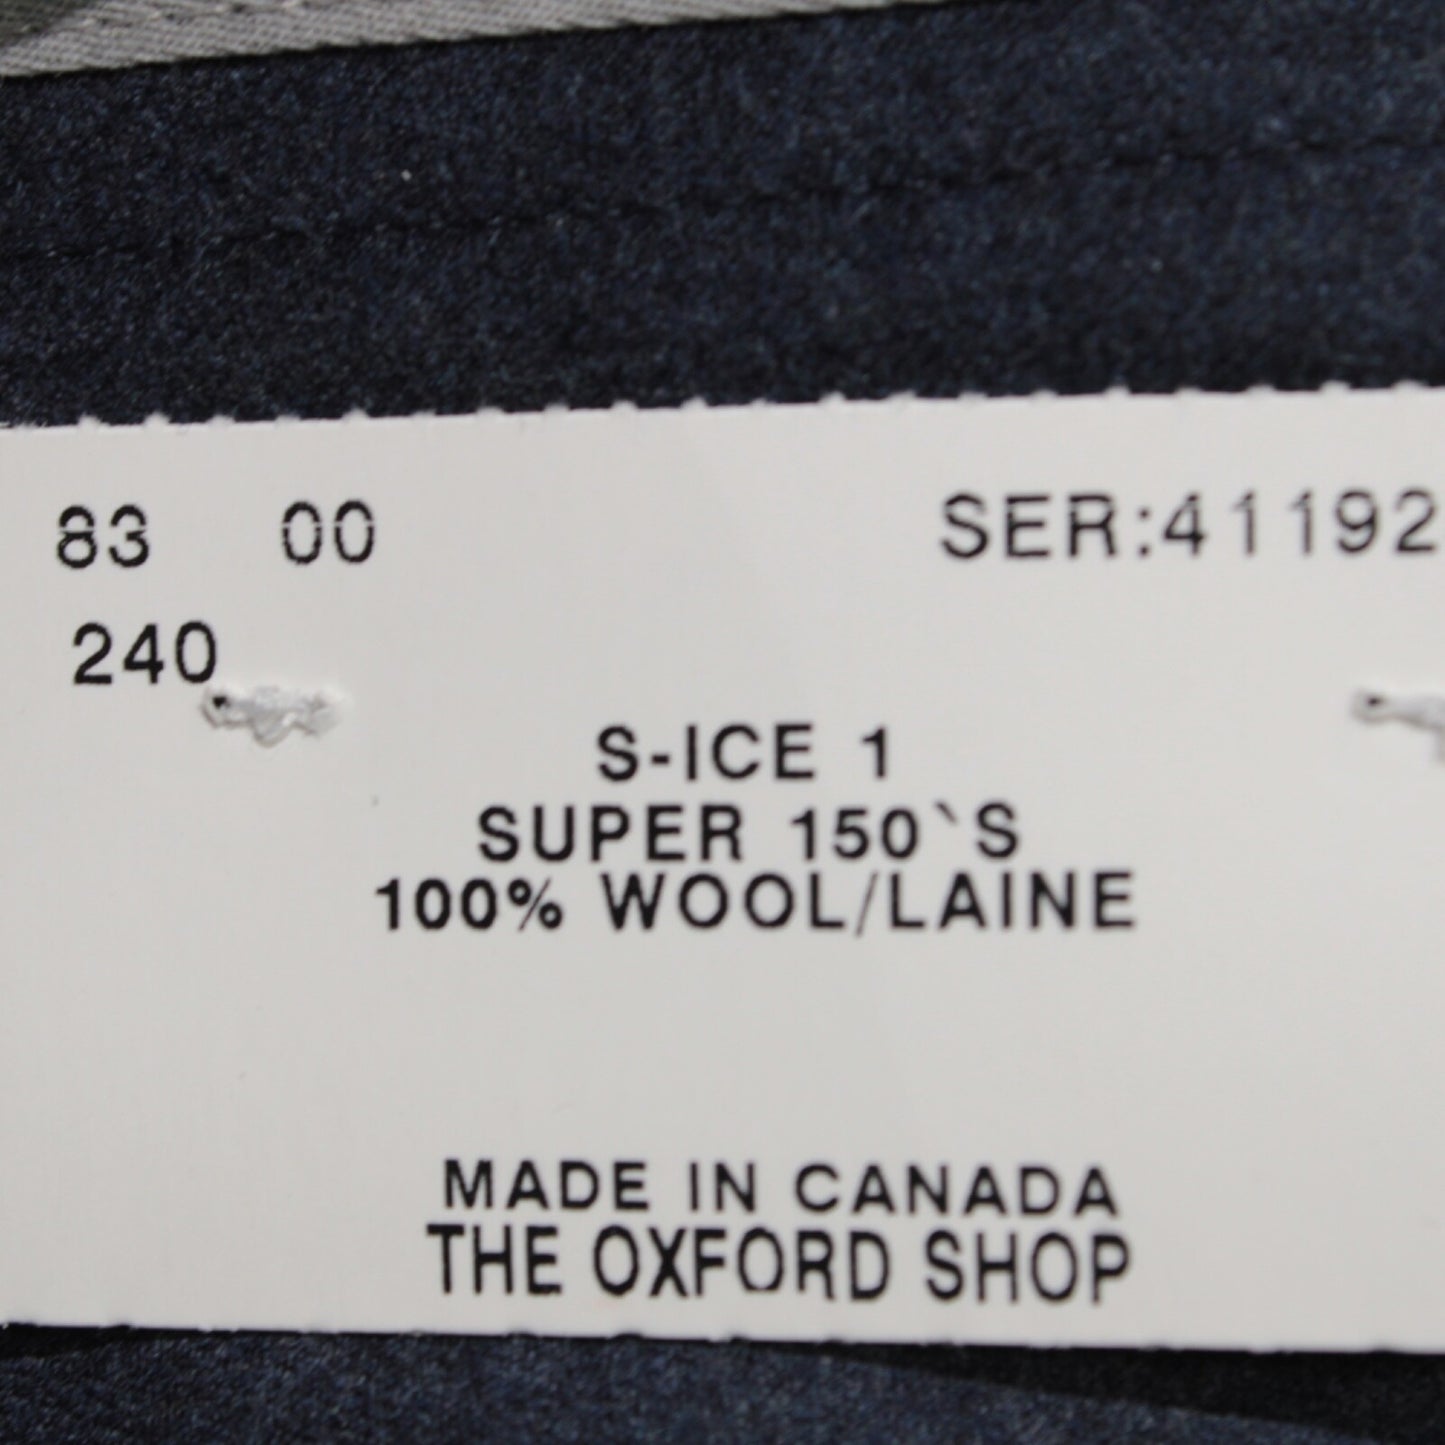 83 00 SER:41192
240
S-ICE 1
SUPER 150`S
100% WOOL/LAINE
MADE IN CANADA
THE OXFORD SHOP